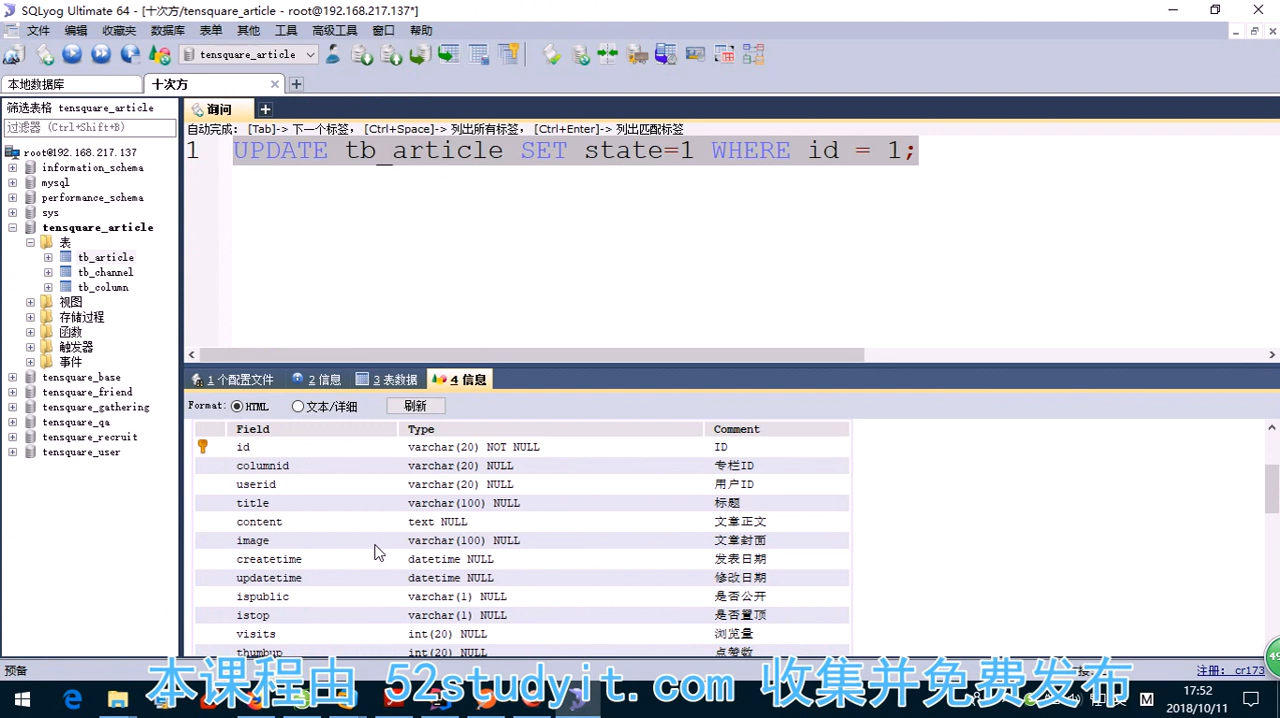 SQLyog Ultimate 64 - [十次方/tensquare_article - root@192.168.217.137*]
文件 编辑 收藏夹 数据库 表单 其他 工具 高级工具 窗口 帮助
tensquare_article
本地数据库 十次方
筛选表格 tensquare_article
过滤器 (Ctrl+Shift+B)
root@192.168.217.137
information_schema
mysql
performance_schema
sys
tensquare_article
表
tb_article
tb_channel
tb_column
视图
存储过程
函数
触发器
事件
tensquare_base
tensquare_friend
tensquare_gathering
tensquare_qa
tensquare_recruit
tensquare_user
询问
自动完成: [Tab]-> 下一个标签, [Ctrl+Space]-> 列出所有标签, [Ctrl+Enter]-> 列出匹配标签
1 UPDATE tb_article SET state=1 WHERE id = 1;
1 个配置文件 2 信息 3 表数据 4 信息
Format: HTML 文本/详细 刷新
Field Type Comment
id varchar(20) NOT NULL ID
columnid varchar(20) NULL 专栏ID
userid varchar(20) NULL 用户ID
title varchar(100) NULL 标题
content text NULL 文章正文
image varchar(100) NULL 文章封面
createtime datetime NULL 发表日期
updatetime datetime NULL 修改日期
ispublic varchar(1) NULL 是否公开
istop varchar(1) NULL 是否置顶
visits int(20) NULL 浏览量
thumbup int(20) NULL 点赞数
预备
注册: cr173
本课程由 52studyit.com 收集并免费发布
M
17:52
2018/10/11